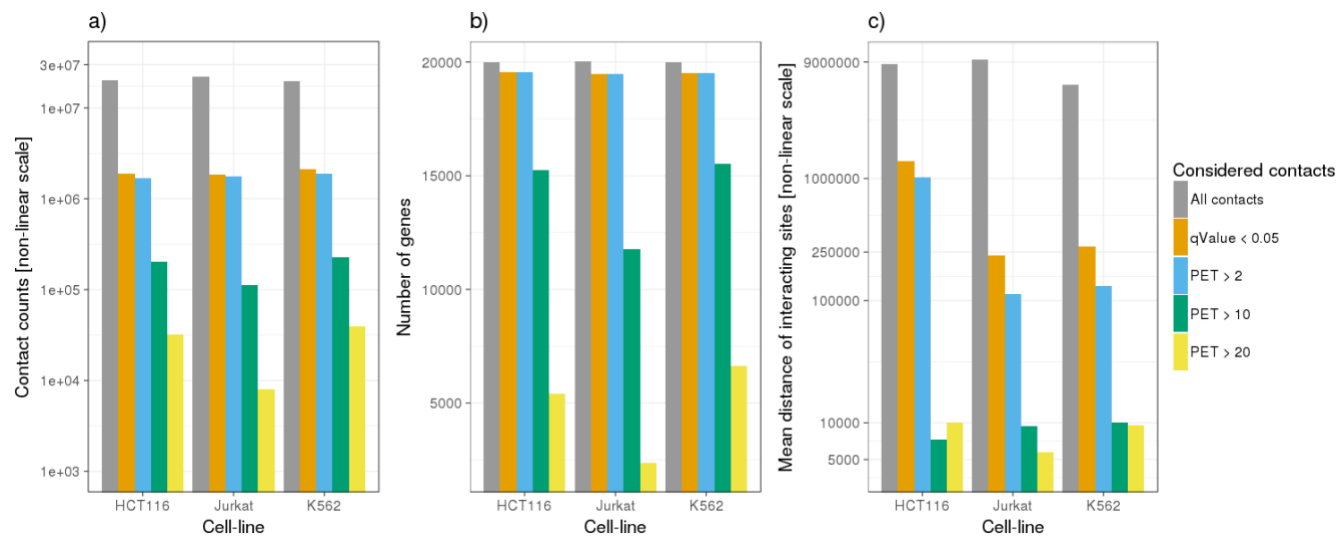 a)
3e+07
1e+07
1e+06
1e+05
1e+04
1e+03
Contact counts [non-linear scale]
HCT116
Jurkat
K562
Cell-line
b)
20000
15000
10000
5000
Number of genes
HCT116
Jurkat
K562
Cell-line
c)
9000000
1000000
250000
100000
10000
5000
Mean distance of interacting sites [non-linear scale]
HCT116
Jurkat
K562
Cell-line
Considered contacts
All contacts
qValue < 0.05
PET > 2
PET > 10
PET > 20